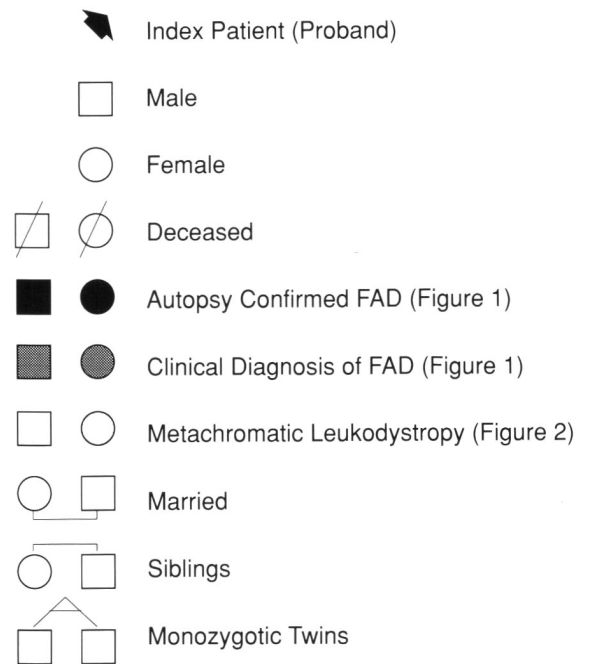 Index Patient (Proband)
Male
Female
Deceased
Autopsy Confirmed FAD (Figure 1)
Clinical Diagnosis of FAD (Figure 1)
Metachromatic Leukodystropy (Figure 2)
Married
Siblings
Monozygotic Twins